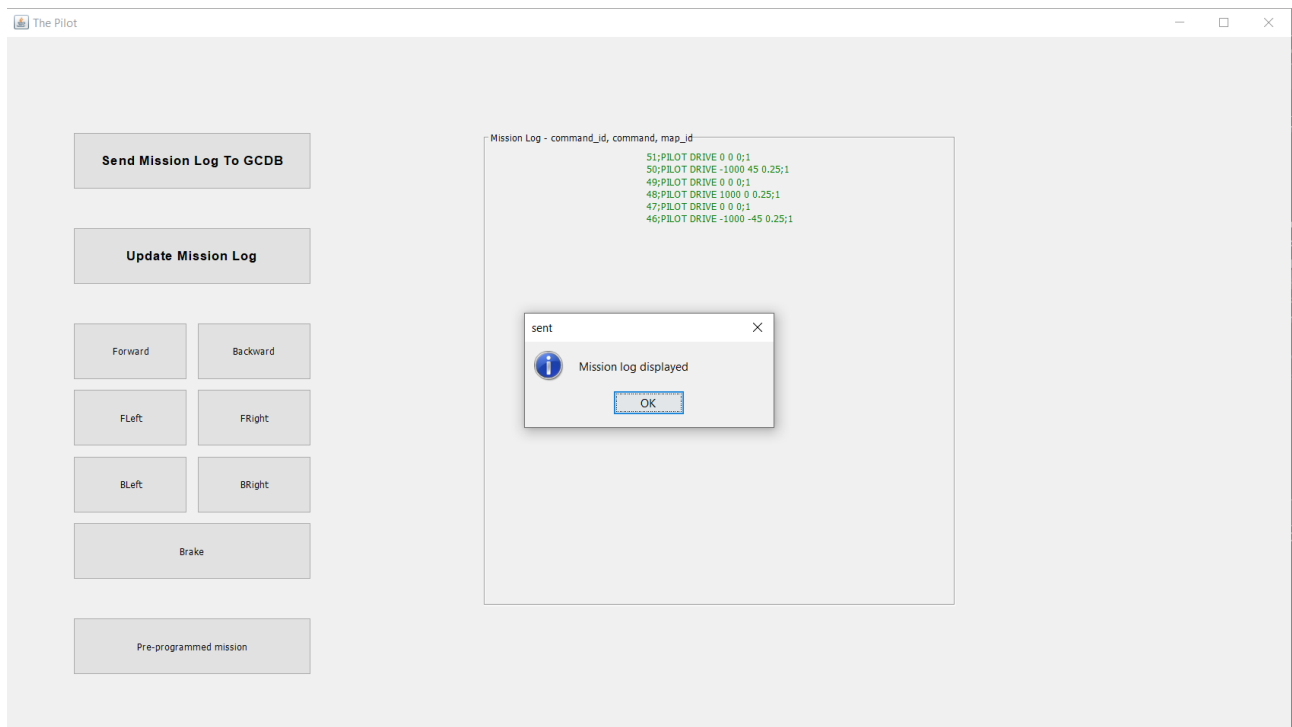 The Pilot
Send Mission Log To GCDB
Update Mission Log
Forward
Backward
FLeft
FRight
BLeft
BRight
Brake
Pre-programmed mission
Mission Log - command_id, command, map_id
51;PILOT DRIVE 0 0 0;1
50;PILOT DRIVE -1000 45 0.25;1
49;PILOT DRIVE 0 0 0;1
48;PILOT DRIVE 1000 0 0.25;1
47;PILOT DRIVE 0 0 0;1
46;PILOT DRIVE -1000 -45 0.25;1
sent
Mission log displayed
OK